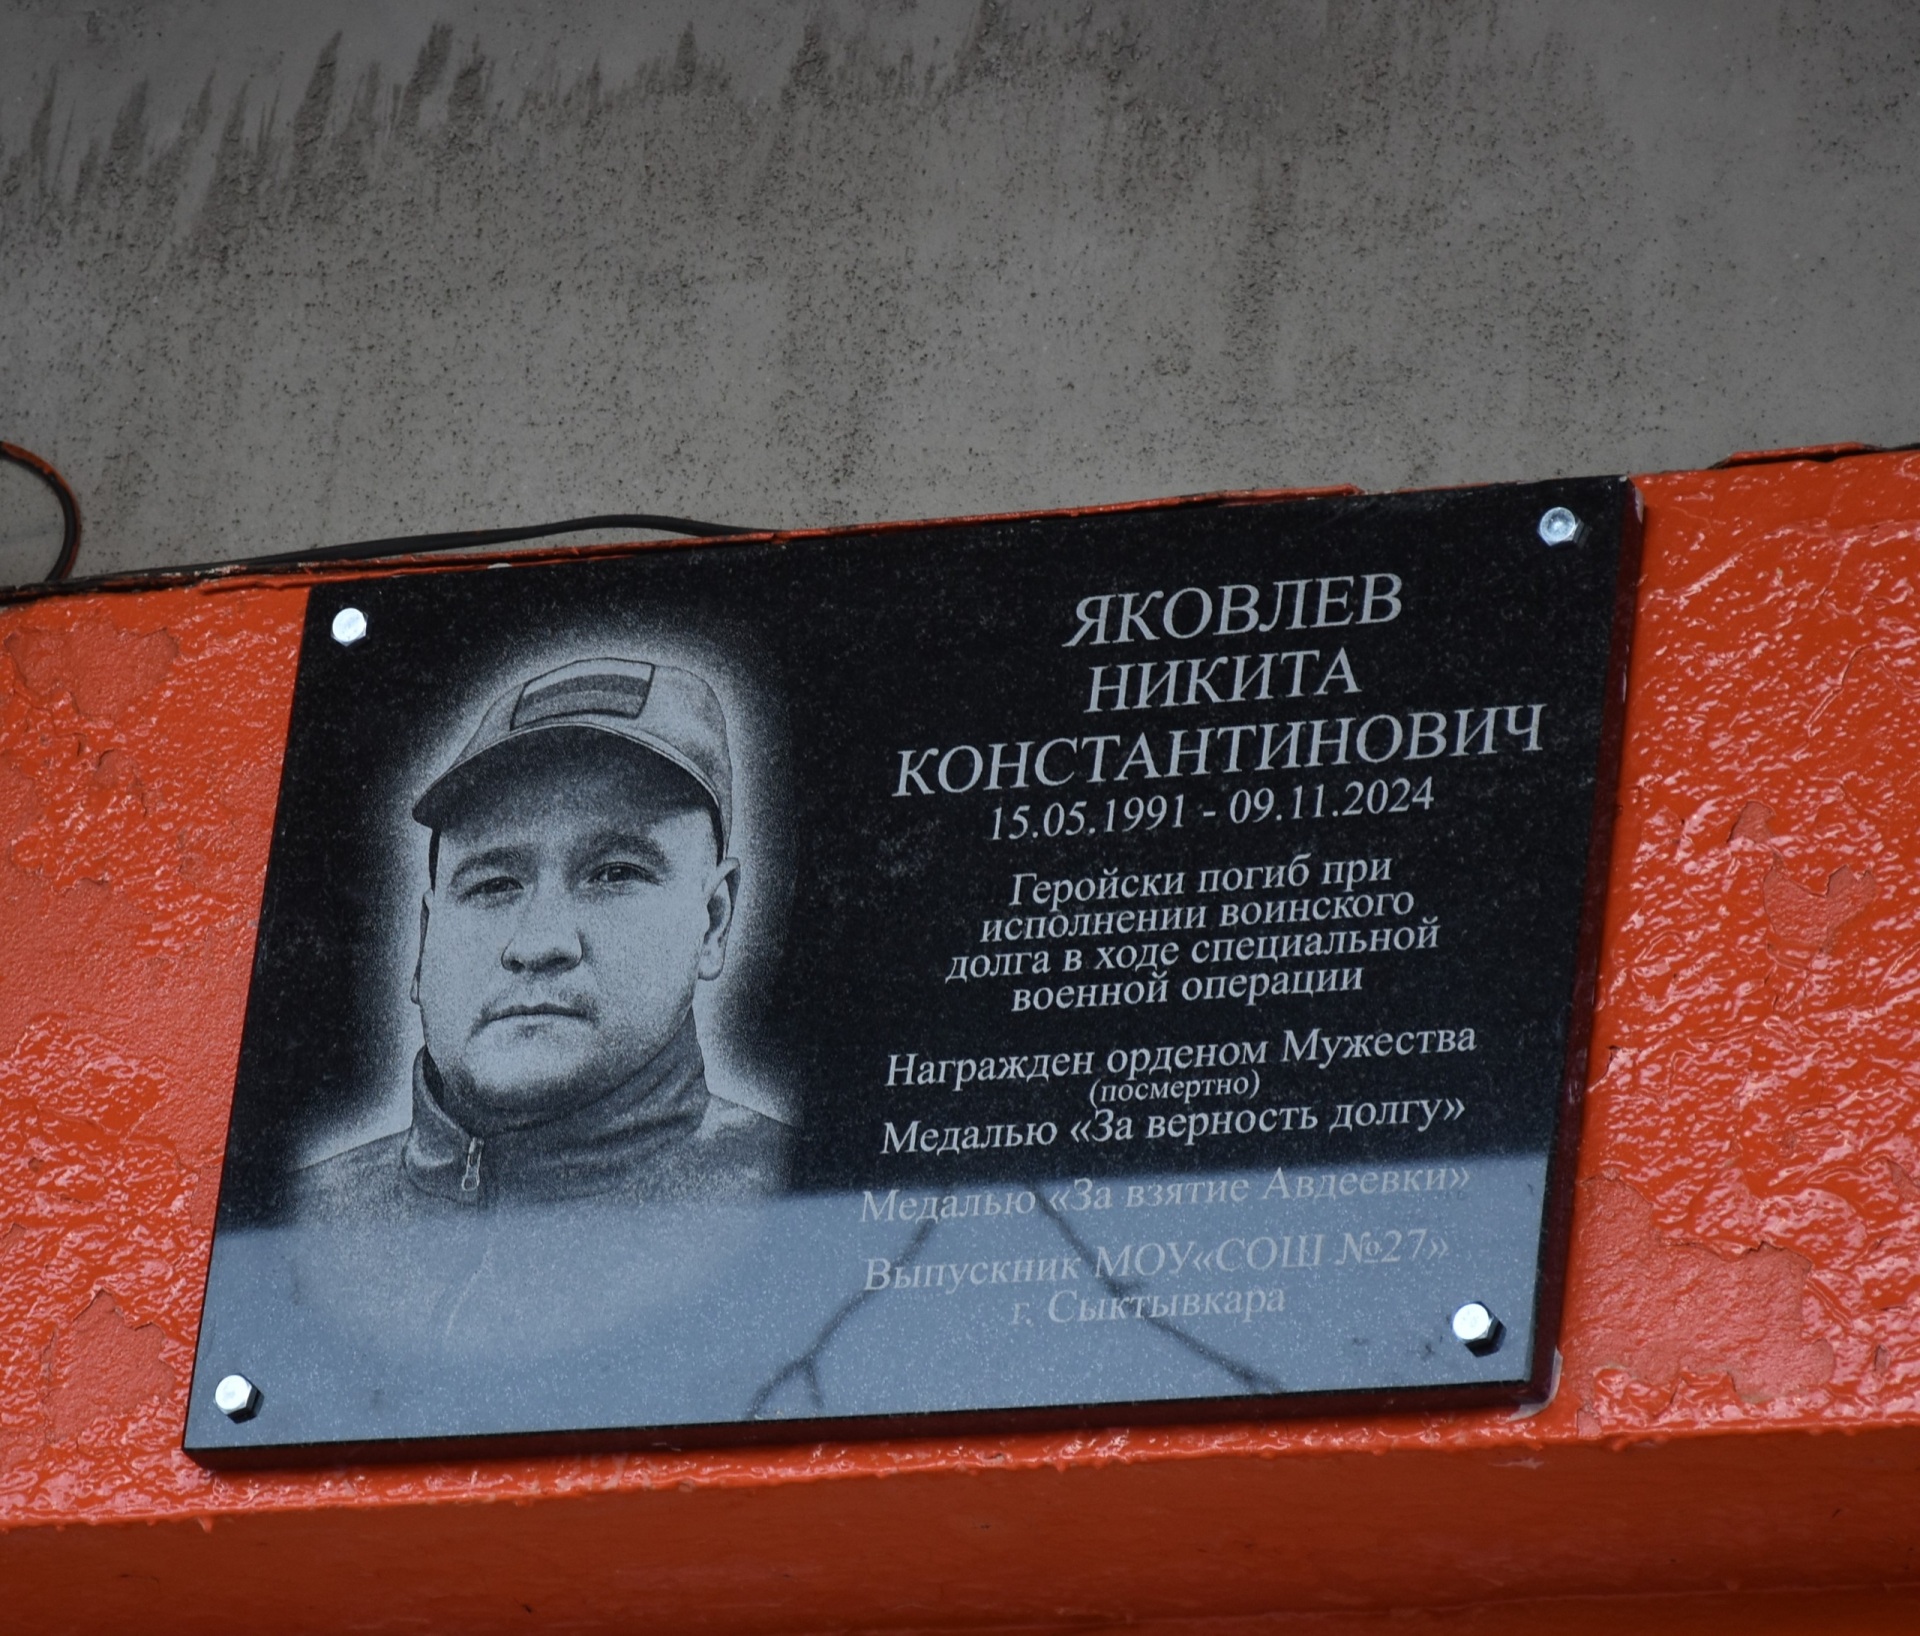 ЯКОВЛЕВ
НИКИТА
КОНСТАНТИНОВИЧ
15.05.1991 - 09.11.2024
Геройски погиб при
исполнении воинского
долга в ходе специальной
военной операции
Награжден орденом Мужества
(посмертно)
Медалью «За верность долгу»
Медалью «За взятие Авдеевки»
Выпускник МОУ«СОШ №27»
г. Сыктывкара